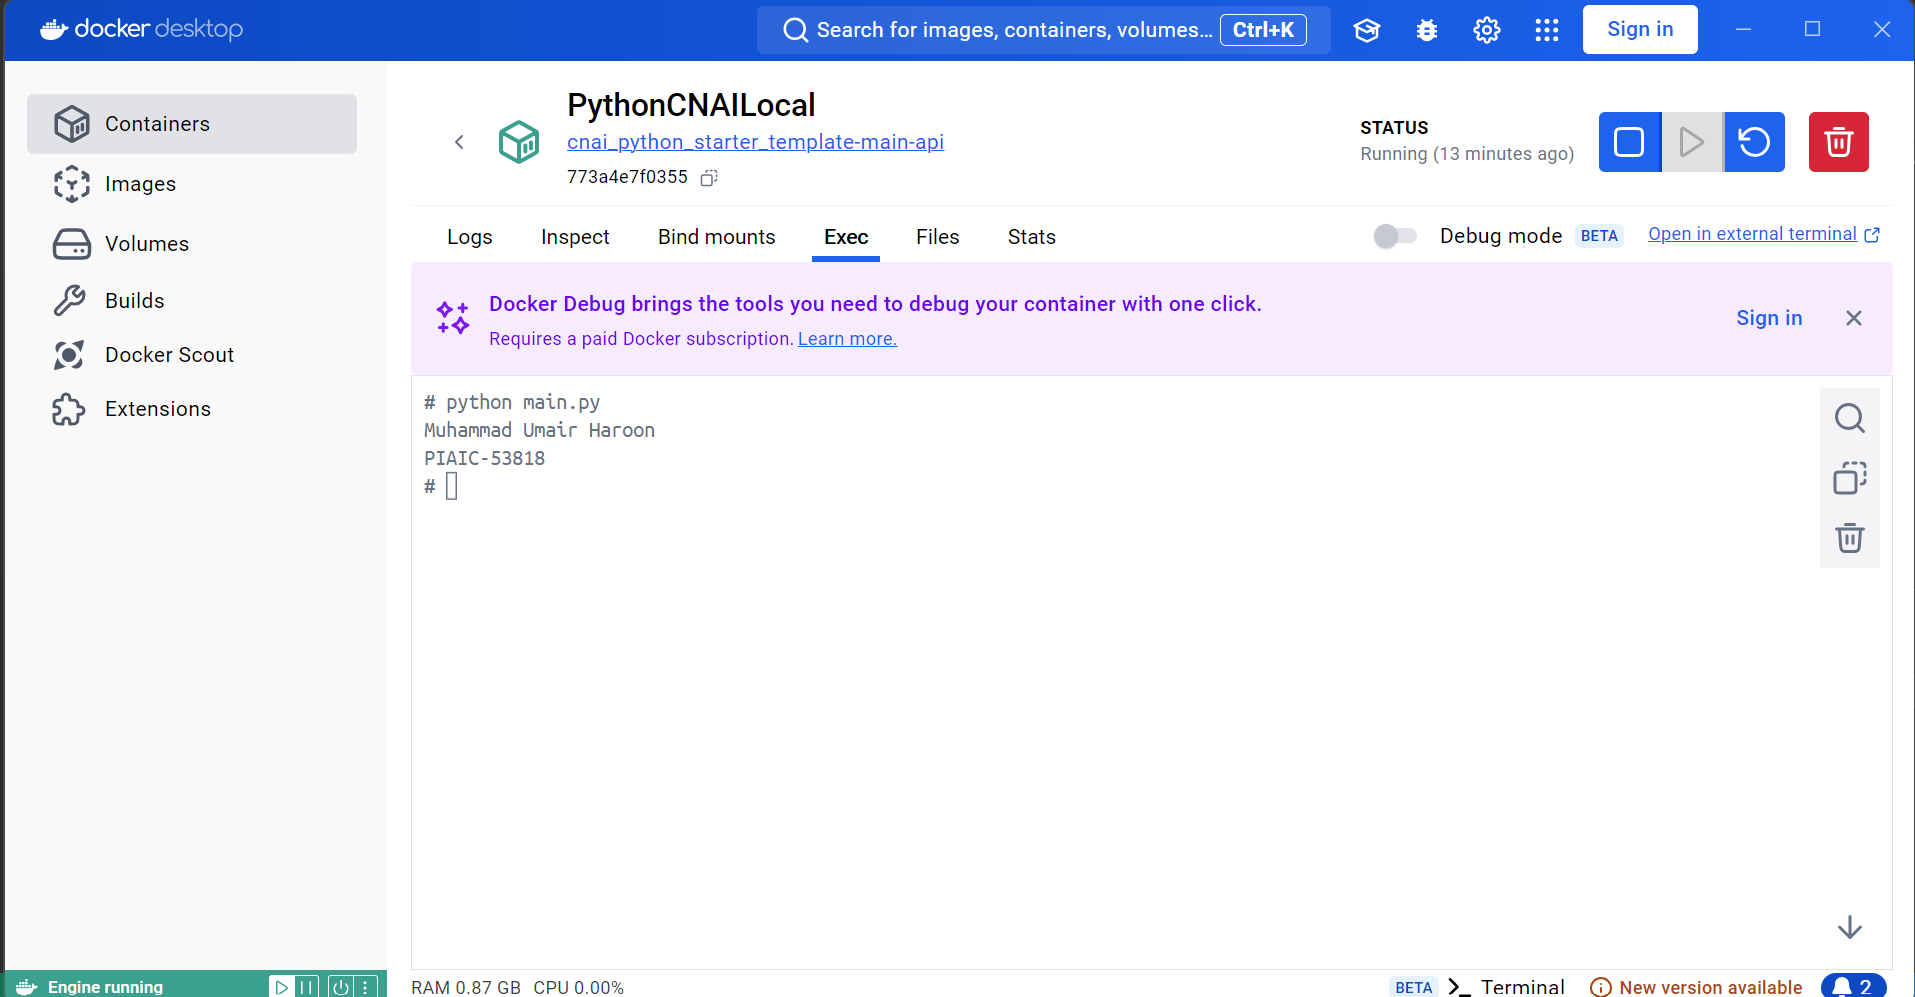 docker desktop
Search for images, containers, volumes... Ctrl+K
Sign in
Containers
Images
Volumes
Builds
Docker Scout
Extensions
PythonCNAILocal
cnai_python_starter_template-main-api
773a4e7f0355
STATUS
Running (13 minutes ago)
Logs Inspect Bind mounts Exec Files Stats
Debug mode BETA Open in external terminal
Docker Debug brings the tools you need to debug your container with one click.
Requires a paid Docker subscription. Learn more.
Sign in
# python main.py
Muhammad Umair Haroon
PIAIC-53818
#
Engine running
RAM 0.87 GB CPU 0.00%
BETA >_ Terminal
New version available
2